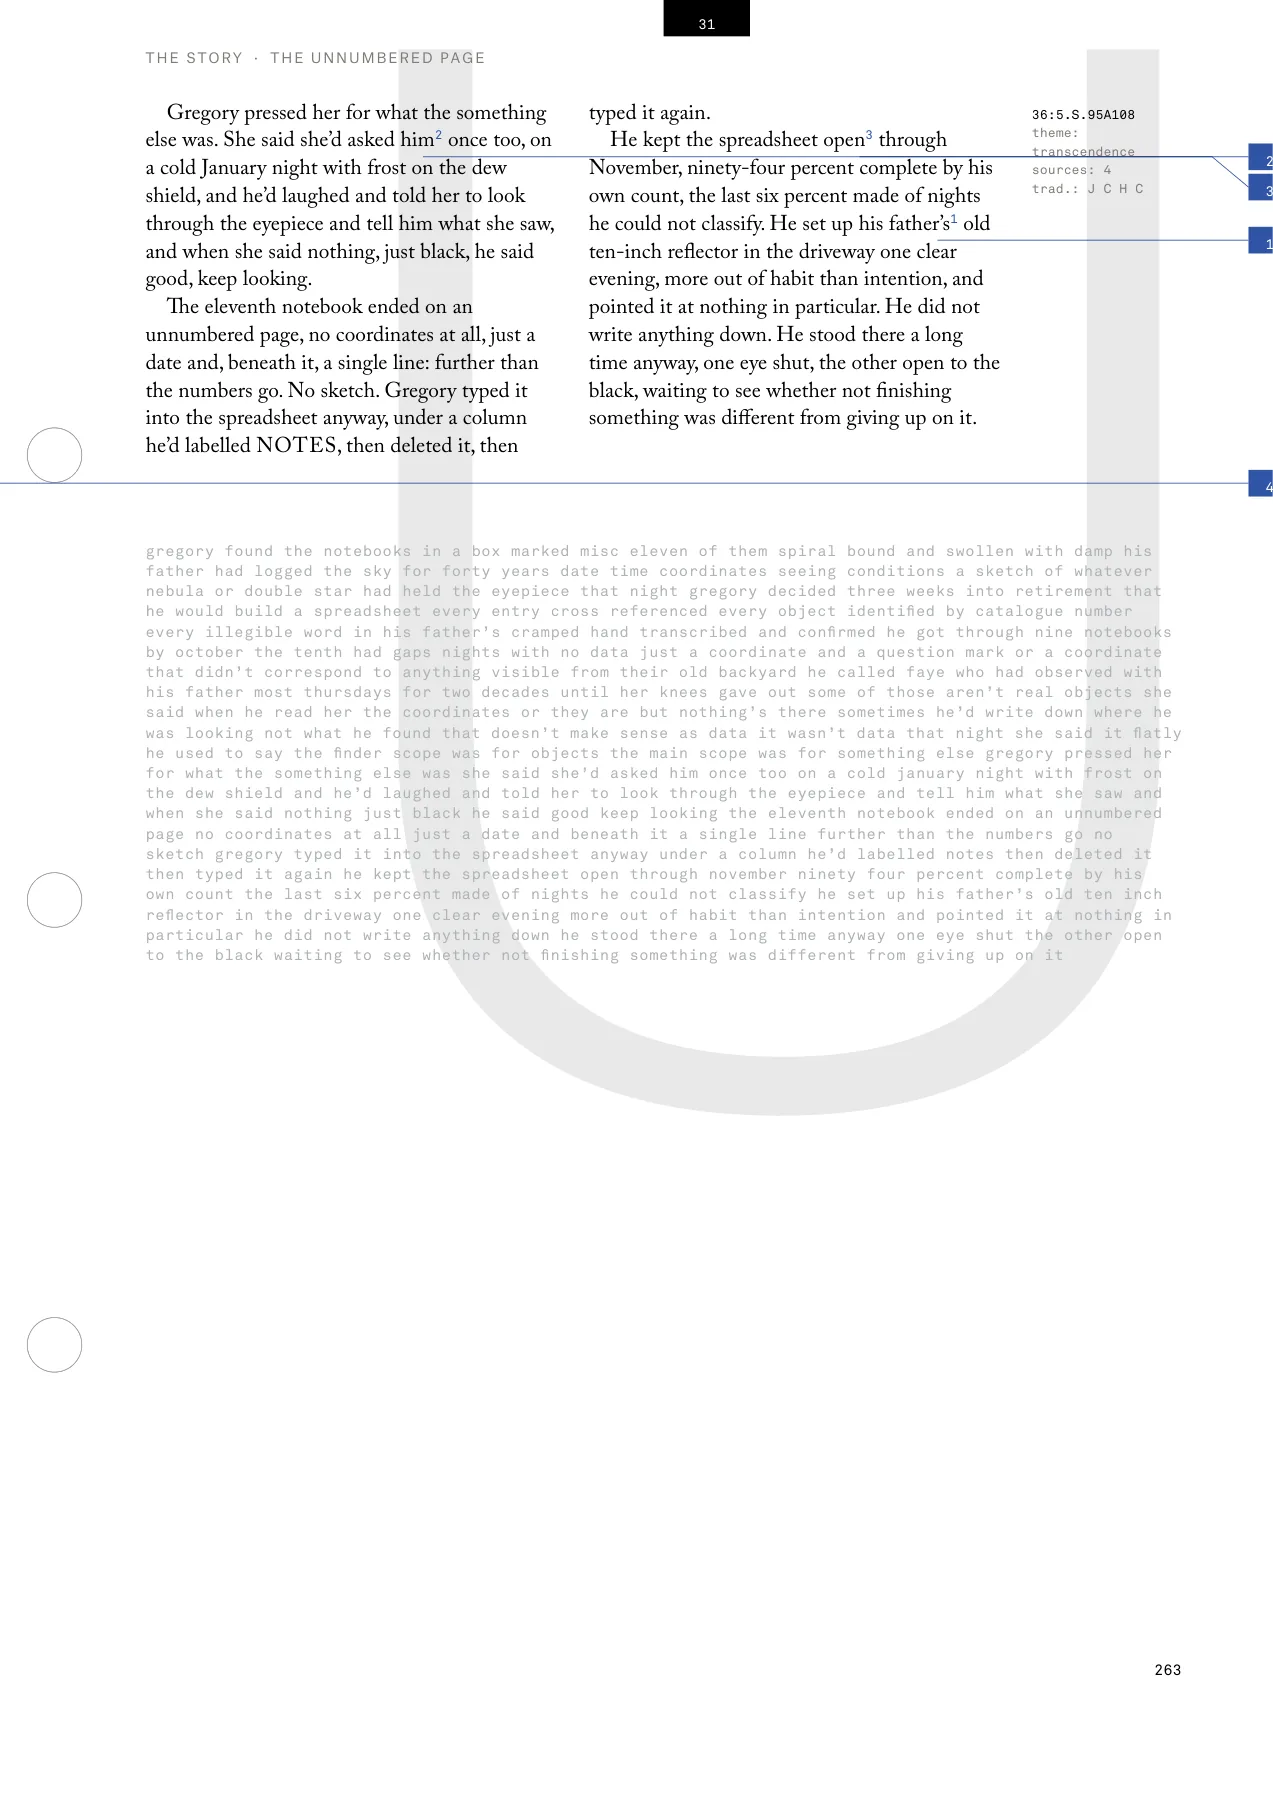 31
THE STORY · THE UNNUMBERED PAGE
Gregory pressed her for what the something
else was. She said she’d asked him2 once too, on
a cold January night with frost on the dew
shield, and he’d laughed and told her to look
through the eyepiece and tell him what she saw,
and when she said nothing, just black, he said
good, keep looking.
The eleventh notebook ended on an
unnumbered page, no coordinates at all, just a
date and, beneath it, a single line: further than
the numbers go. No sketch. Gregory typed it
into the spreadsheet anyway, under a column
he’d labelled NOTES, then deleted it, then
typed it again.
He kept the spreadsheet open3 through
November, ninety-four percent complete by his
own count, the last six percent made of nights
he could not classify. He set up his father’s1 old
ten-inch reflector in the driveway one clear
evening, more out of habit than intention, and
pointed it at nothing in particular. He did not
write anything down. He stood there a long
time anyway, one eye shut, the other open to the
black, waiting to see whether not finishing
something was different from giving up on it.
36:5.S.95A108
theme:
transcendence
sources: 4
trad.: J C H C
2
3
1
4
gregory found the notebooks in a box marked misc eleven of them spiral bound and swollen with damp his
father had logged the sky for forty years date time coordinates seeing conditions a sketch of whatever
nebula or double star had held the eyepiece that night gregory decided three weeks into retirement that
he would build a spreadsheet every entry cross referenced every object identified by catalogue number
every illegible word in his father’s cramped hand transcribed and confirmed he got through nine notebooks
by october the tenth had gaps nights with no data just a coordinate and a question mark or a coordinate
that didn’t correspond to anything visible from their old backyard he called faye who had observed with
his father most thursdays for two decades until her knees gave out some of those aren’t real objects she
said when he read her the coordinates or they are but nothing’s there sometimes he’d write down where he
was looking not what he found that doesn’t make sense as data it wasn’t data that night she said it flatly
he used to say the finder scope was for objects the main scope was for something else gregory pressed her
for what the something else was she said she’d asked him once too on a cold january night with frost on
the dew shield and he’d laughed and told her to look through the eyepiece and tell him what she saw and
when she said nothing just black he said good keep looking the eleventh notebook ended on an unnumbered
page no coordinates at all just a date and beneath it a single line further than the numbers go no
sketch gregory typed it into the spreadsheet anyway under a column he’d labelled notes then deleted it
then typed it again he kept the spreadsheet open through november ninety four percent complete by his
own count the last six percent made of nights he could not classify he set up his father’s old ten inch
reflector in the driveway one clear evening more out of habit than intention and pointed it at nothing in
particular he did not write anything down he stood there a long time anyway one eye shut the other open
to the black waiting to see whether not finishing something was different from giving up on it
U
263